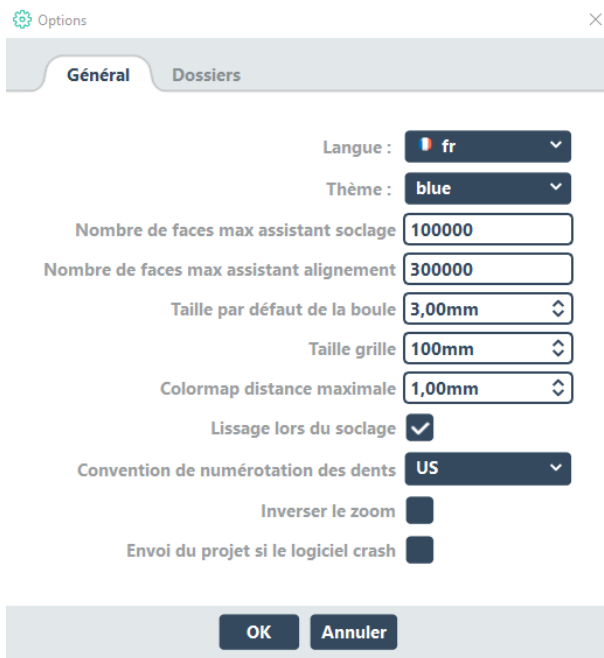 Options
Général Dossiers
Langue : fr
Thème : blue
Nombre de faces max assistant soclage 100000
Nombre de faces max assistant alignement 300000
Taille par défaut de la boule 3,00mm
Taille grille 100mm
Colormap distance maximale 1,00mm
Lissage lors du soclage
Convention de numérotation des dents US
Inverser le zoom
Envoi du projet si le logiciel crash
OK Annuler